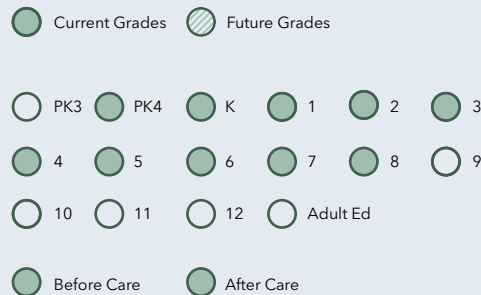 Current Grades Future Grades
PK3 PK4 K 1 2 3
4 5 6 7 8 9
10 11 12 Adult Ed
Before Care After Care